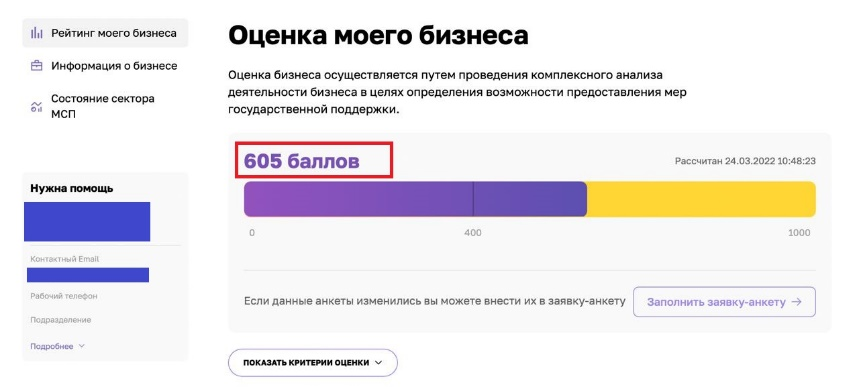 Рейтинг моего бизнеса
Информация о бизнесе
Состояние сектора
МСП
Нужна помощь
Контактный Email
Рабочий телефон
Подразделение
Подробнее
Оценка моего бизнеса
Оценка бизнеса осуществляется путем проведения комплексного анализа
деятельности бизнеса в целях определения возможности предоставления мер
государственной поддержки.
605 баллов
Рассчитан 24.03.2022 10:48:23
0 400 1000
Если данные анкеты изменились вы можете внести их в заявку-анкету
Заполнить заявку-анкету →
ПОКАЗАТЬ КРИТЕРИИ ОЦЕНКИ